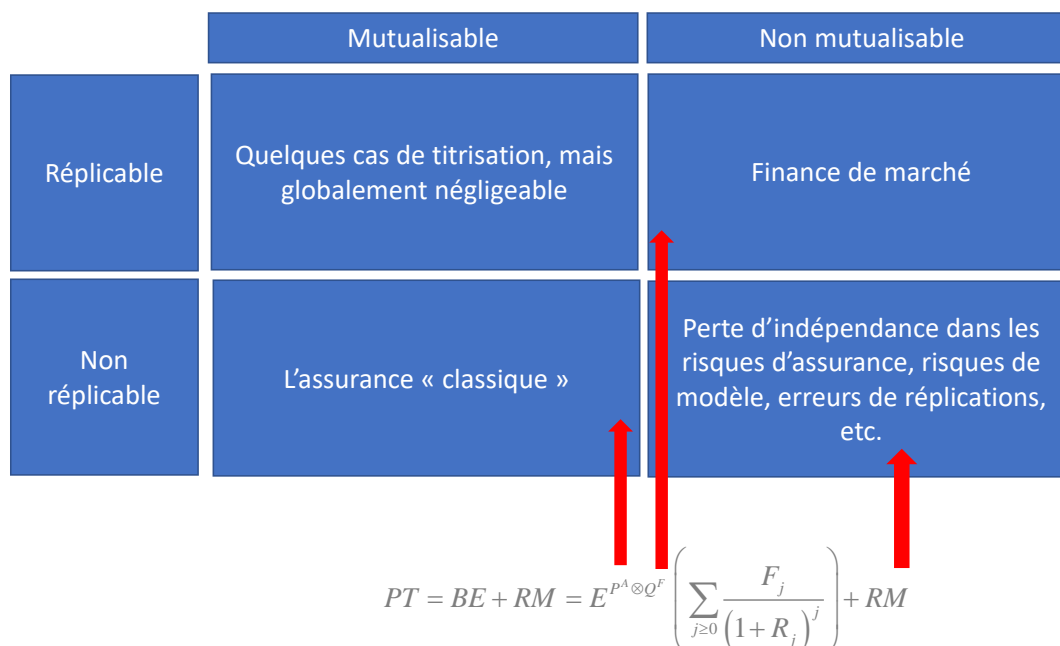 Mutualisable
Non mutualisable
Réplicable
Quelques cas de titrisation, mais
globalement négligeable
Finance de marché
Non
réplicable
L'assurance « classique »
Perte d'indépendance dans les
risques d'assurance, risques de
modèle, erreurs de réplications,
etc.
PT = BE + RM = E^{P^A ⊗ Q^F} ( ∑_{j≥0} F_j / (1 + R_j)^j ) + RM